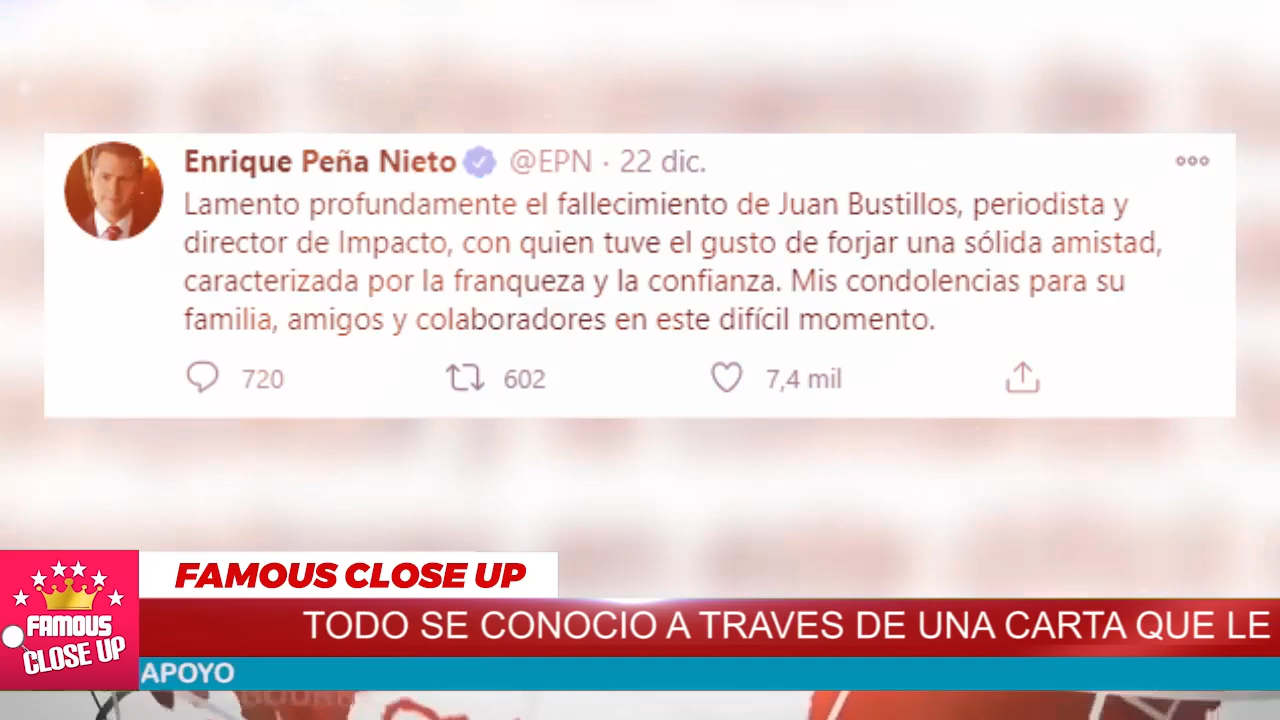 Enrique Peña Nieto @EPN · 22 dic.
Lamento profundamente el fallecimiento de Juan Bustillos, periodista y
director de Impacto, con quien tuve el gusto de forjar una sólida amistad,
caracterizada por la franqueza y la confianza. Mis condolencias para su
familia, amigos y colaboradores en este difícil momento.
720 602 7,4 mil
FAMOUS CLOSE UP
TODO SE CONOCIO A TRAVES DE UNA CARTA QUE LE
FAMOUS
CLOSE UP
APOYO